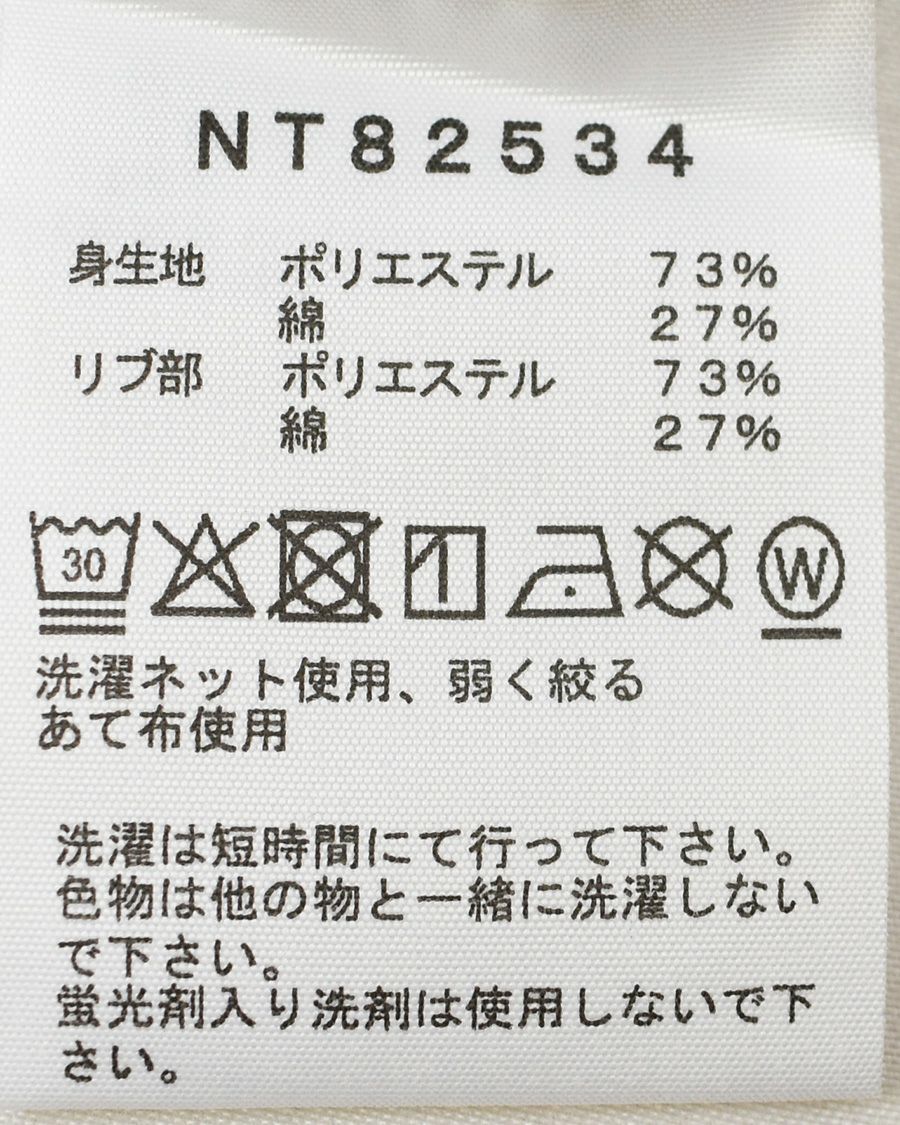 NT82534
身生地 ポリエステル 73%
綿 27%
リブ部 ポリエステル 73%
綿 27%
30 W
洗濯ネット使用、弱く絞る
あて布使用
洗濯は短時間にて行って下さい。
色物は他の物と一緒に洗濯しない
で下さい。
蛍光剤入り洗剤は使用しないで下
さい。